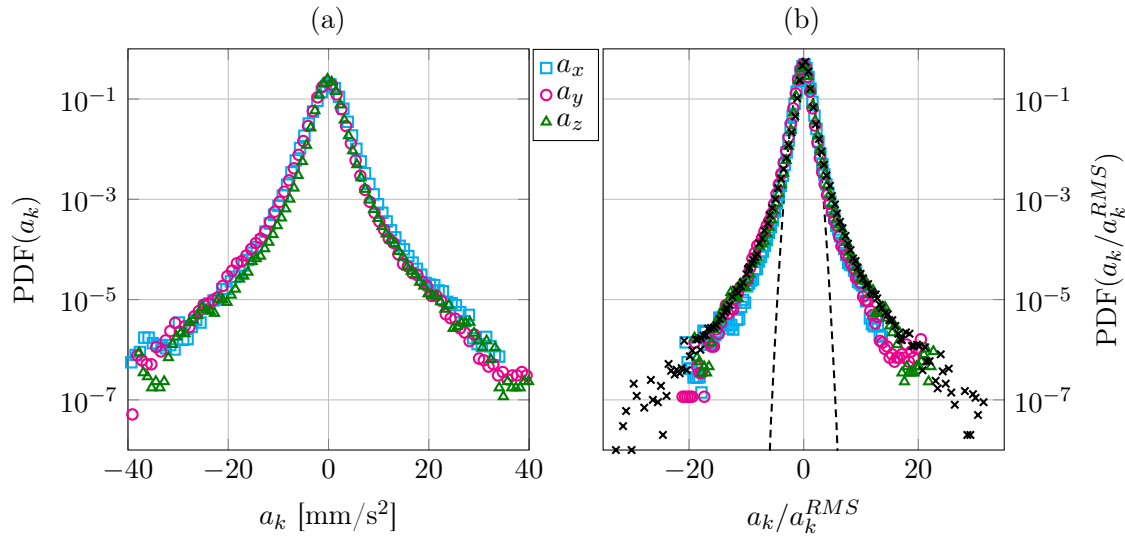 (a)
(b)
PDF(a_k)
10^{-1}
10^{-3}
10^{-5}
10^{-7}
−40
−20
0
20
40
a_k [mm/s^2]
a_x
a_y
a_z
10^{-1}
10^{-3}
10^{-5}
10^{-7}
PDF(a_k/a_k^{RMS})
−20
0
20
a_k/a_k^{RMS}